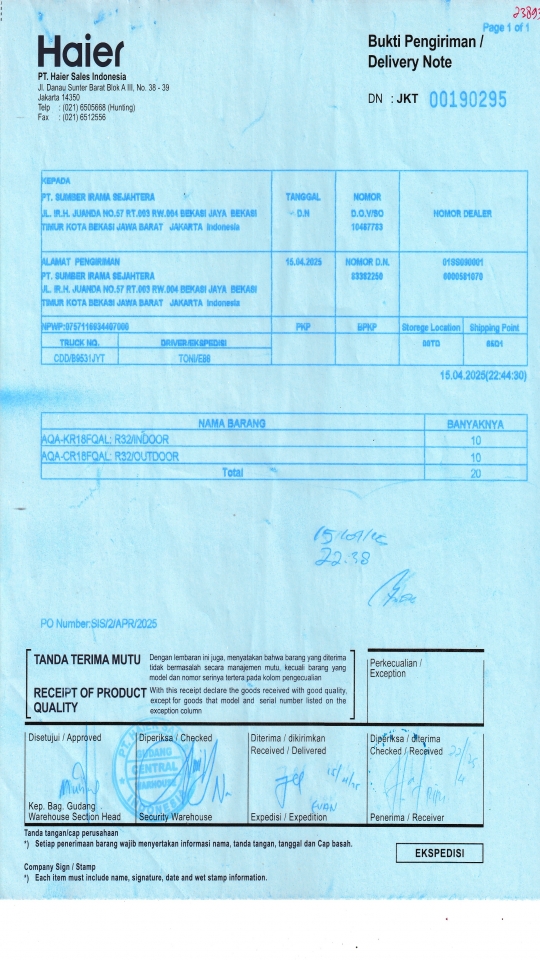 Page 1 of 1
Haier
PT. Haier Sales Indonesia
Jl. Danau Sunter Barat Blok A III, No. 38 - 39
Jakarta 14350
Telp : (021) 6505668 (Hunting)
Fax : (021) 6512556
Bukti Pengiriman /
Delivery Note
DN : JKT 00190295
KEPADA
PT. SUMBER IRAMA SEJAHTERA
JL. IR.H. JUANDA NO.57 RT.003 RW.004 BEKASI JAYA BEKASI
TIMUR KOTA BEKASI JAWA BARAT JAKARTA Indonesia
TANGGAL
D.N
NOMOR
D.O.V/SO
10487783
NOMOR DEALER
ALAMAT PENGIRIMAN
PT. SUMBER IRAMA SEJAHTERA
JL. IR.H. JUANDA NO.57 RT.003 RW.004 BEKASI JAYA BEKASI
TIMUR KOTA BEKASI JAWA BARAT JAKARTA Indonesia
15.04.2025
NOMOR D.N.
83382250
6000581070
PKP
BPKP
Storage Location
Shipping Point
TRUCK NO.
DRIVER/EKSPEDISI
CDD/B9531JYT
15.04.2025(22:44:30)
NAMA BARANG BANYAKNYA
AQA-KR18FQAL: R32/INDOOR 10
AQA-CR18FQAL: R32/OUTDOOR 10
Total 20
22.38
PO Number:SIS/2/APR/2025
TANDA TERIMA MUTU
Dengan lembaran ini juga, menyatakan bahwa barang yang diterima
tidak bermasalah secara manajemen mutu, kecuali barang yang
model dan nomor serinya tertera pada kolom pengecualian
RECEIPT OF PRODUCT
QUALITY
With this receipt declare the goods received with good quality,
except for goods that model and serial number listed on the
exception column
Perkecualian /
Exception
Disetujui / Approved
Diperiksa / Checked
Diterima / dikirimkan
Received / Delivered
Diperiksa / diterima
Checked / Received
GUDANG
CENTRAL
WAREHOUSE
INDONESIA
Kep. Bag. Gudang
Warehouse Section Head
Security Warehouse
Expedisi / Expedition
Penerima / Receiver
Tanda tangan/cap perusahaan
*) Setiap penerimaan barang wajib menyertakan informasi nama, tanda tangan, tanggal dan Cap basah.
EKSPEDISI
Company Sign / Stamp
*) Each item must include name, signature, date and wet stamp information.